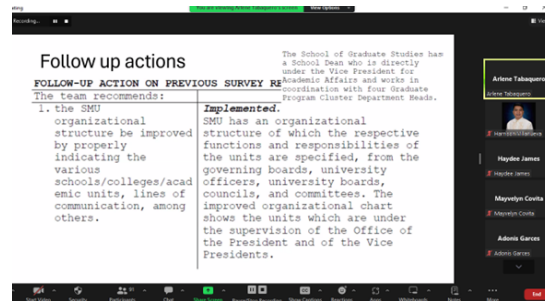 You are viewing Arlene Tabaquero's screen
View Options
Recording...
Follow up actions
The School of Graduate Studies has
a School Dean who is directly
under the Vice President for
Academic Affairs and works in
coordination with four Graduate
Program Cluster Department Heads.
FOLLOW-UP ACTION ON PREVIOUS SURVEY RE
The team recommends:
1. the SMU
organizational
structure be improved
by properly
indicating the
various
schools/colleges/acad
emic units, lines of
communication, among
others.
Implemented.
SMU has an organizational
structure of which the respective
functions and responsibilities of
the units are specified, from the
governing boards, university
officers, university boards,
councils, and committees. The
improved organizational chart
shows the units which are under
the supervision of the Office of
the President and of the Vice
Presidents.
Arlene Tabaquero
Arlene Tabaquero
Haydee James
Haydee James
Mayvelyn Covita
Mayvelyn Covita
Adonis Garces
Adonis Garces
Start Video
Security
Participants
Chat
Share Screen
Show Captions
Reactions
Apps
Whiteboards
Notes
More
End